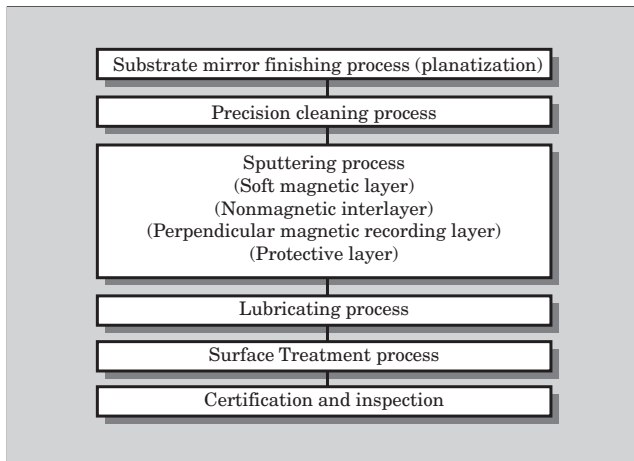 Substrate mirror finishing process (planatization)
Precision cleaning process
Sputtering process
(Soft magnetic layer)
(Nonmagnetic interlayer)
(Perpendicular magnetic recording layer)
(Protective layer)
Lubricating process
Surface Treatment process
Certification and inspection